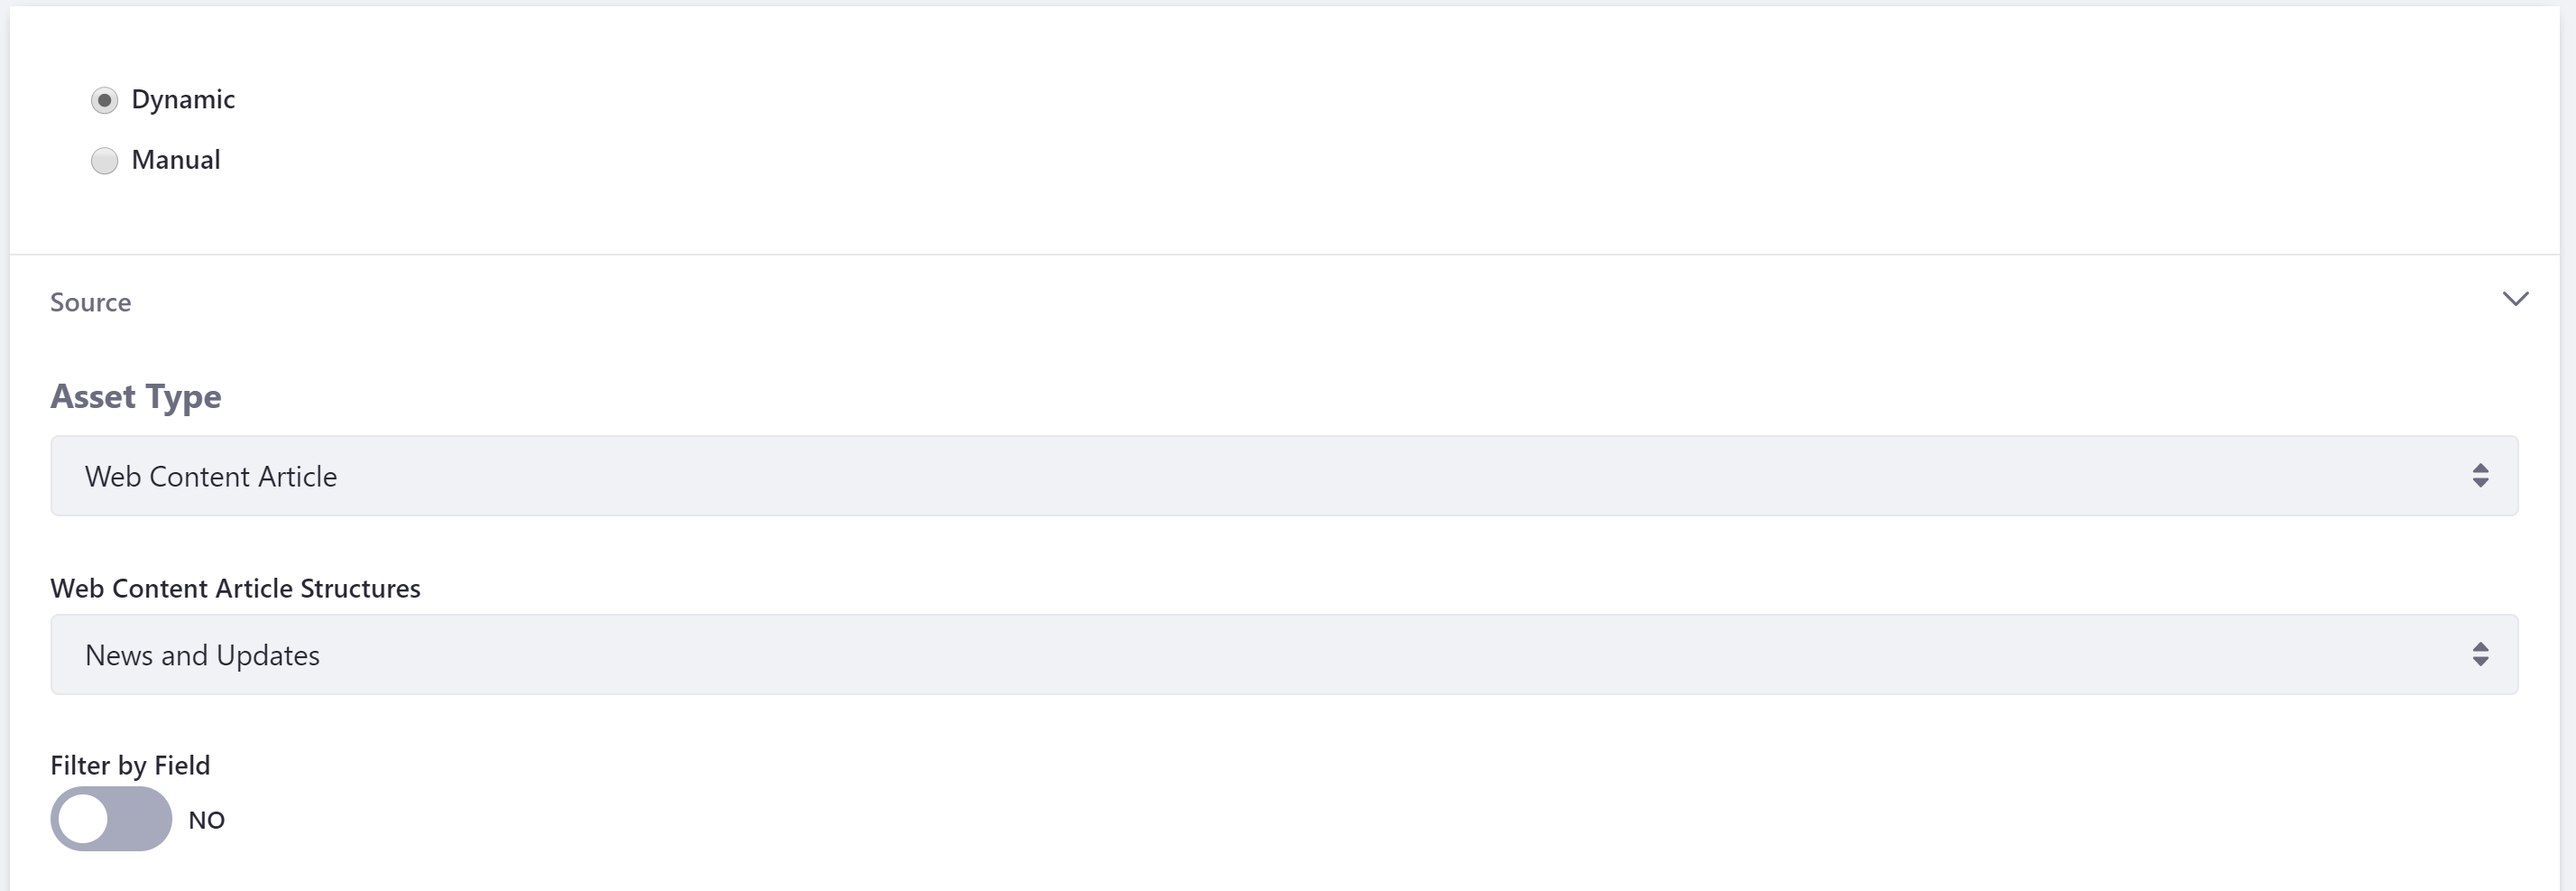 Dynamic
Manual
Source
Asset Type
Web Content Article
Web Content Article Structures
News and Updates
Filter by Field
NO